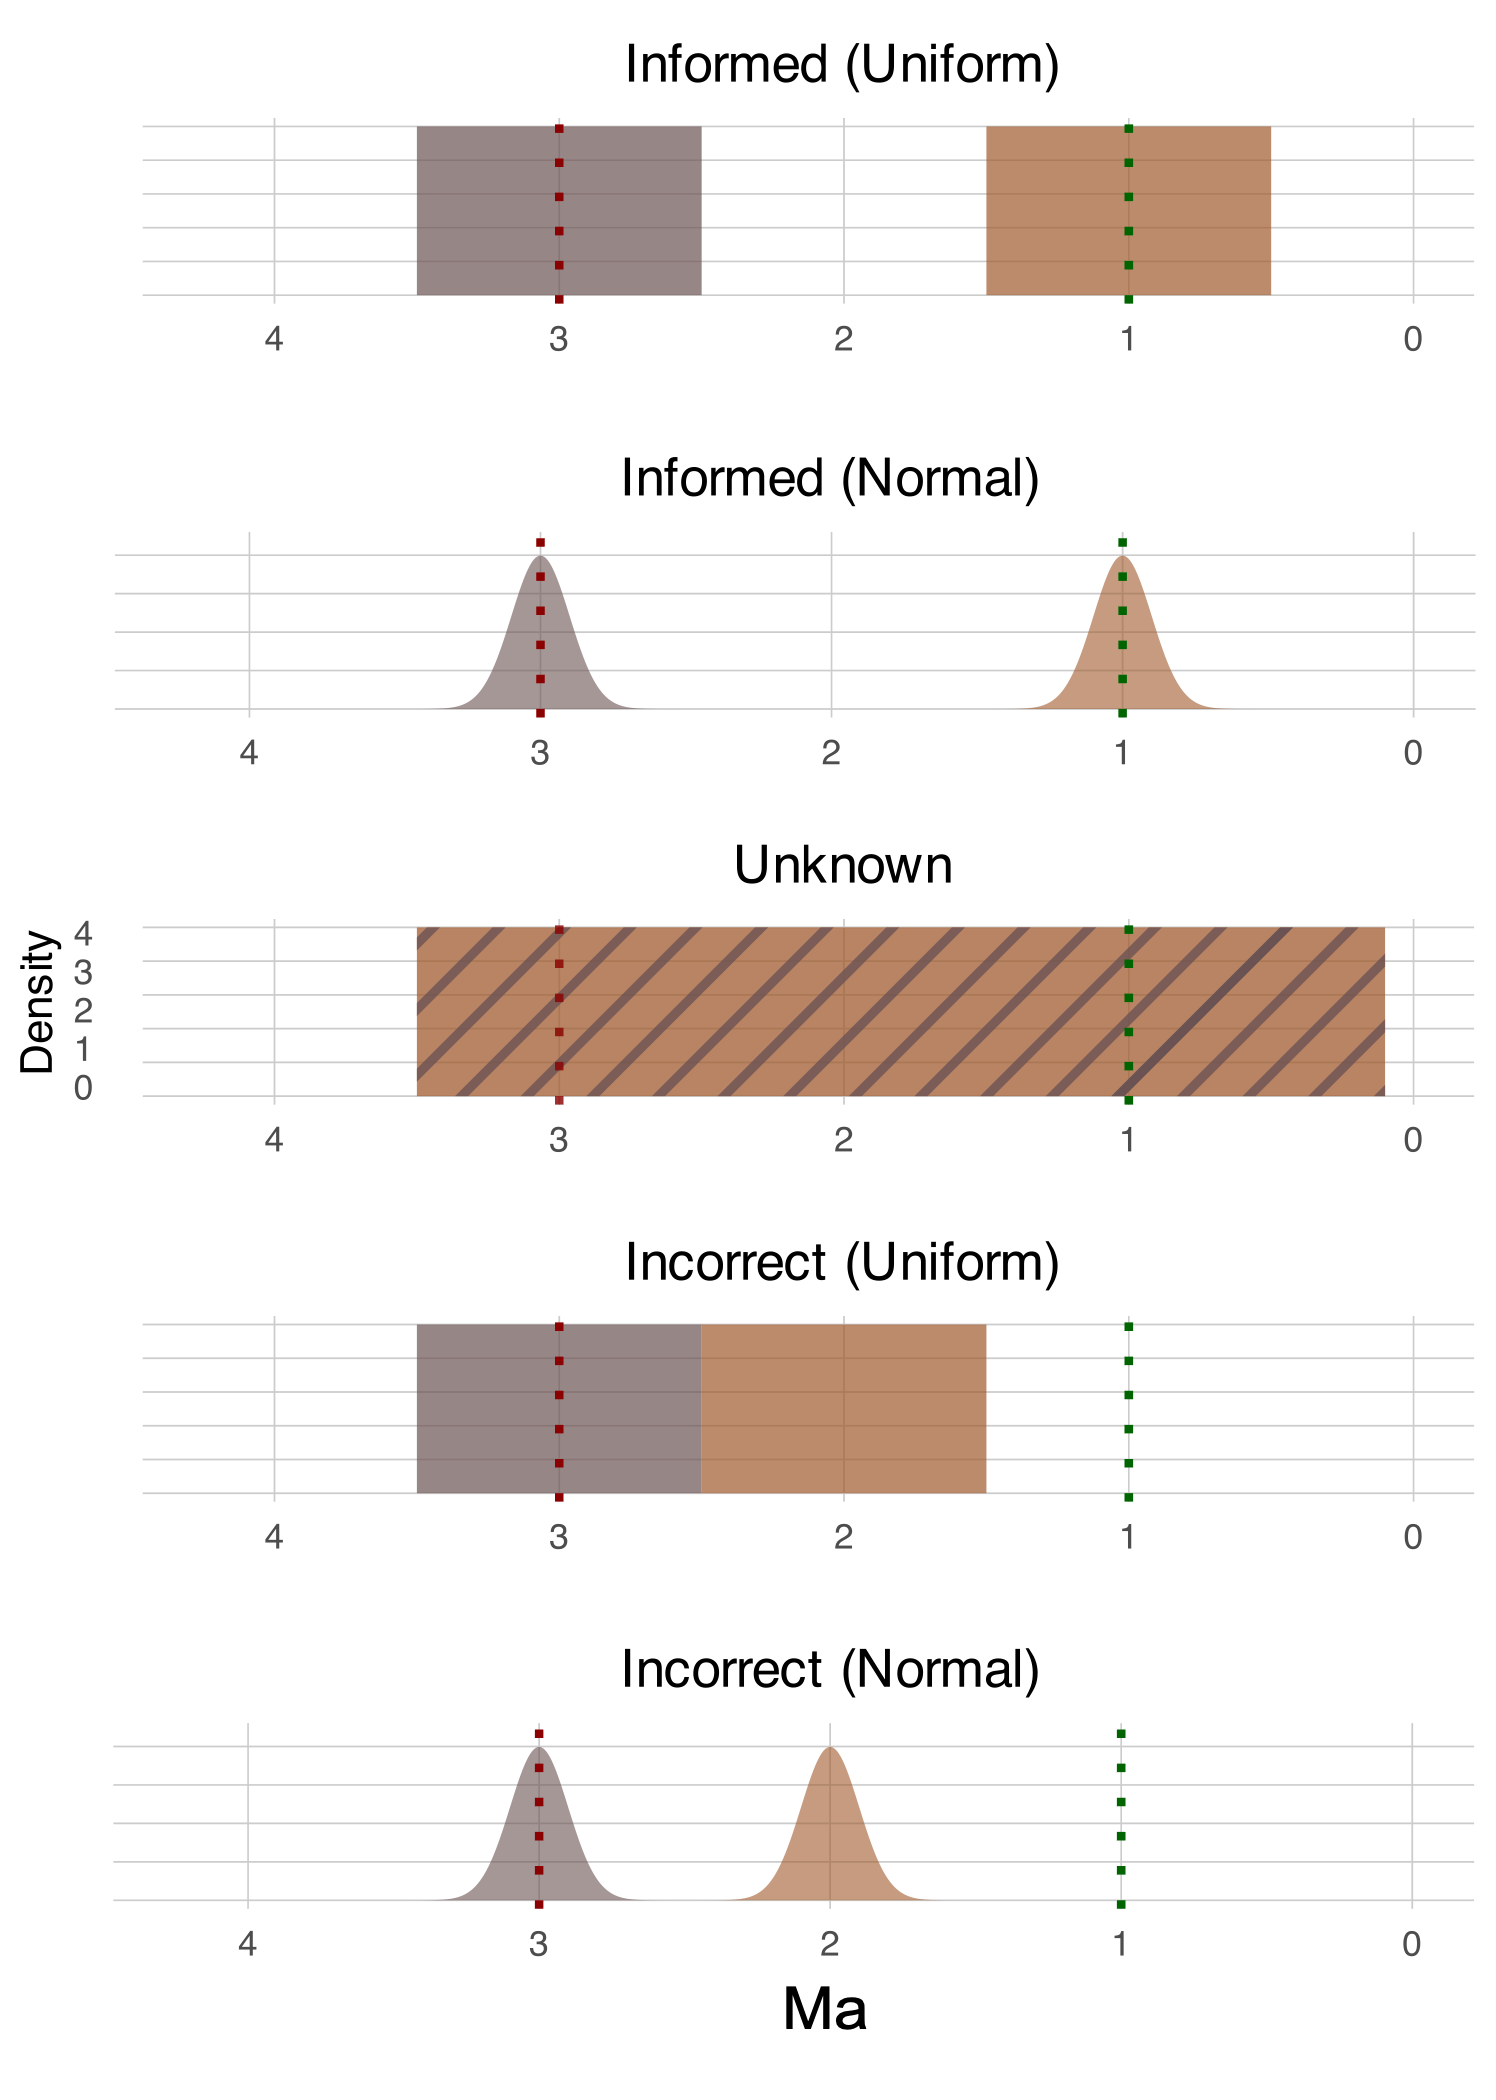 Informed (Uniform)
4 3 2 1 0
Informed (Normal)
4 3 2 1 0
Unknown
Density
4
3
2
1
0
4 3 2 1 0
Incorrect (Uniform)
4 3 2 1 0
Incorrect (Normal)
4 3 2 1 0
Ma